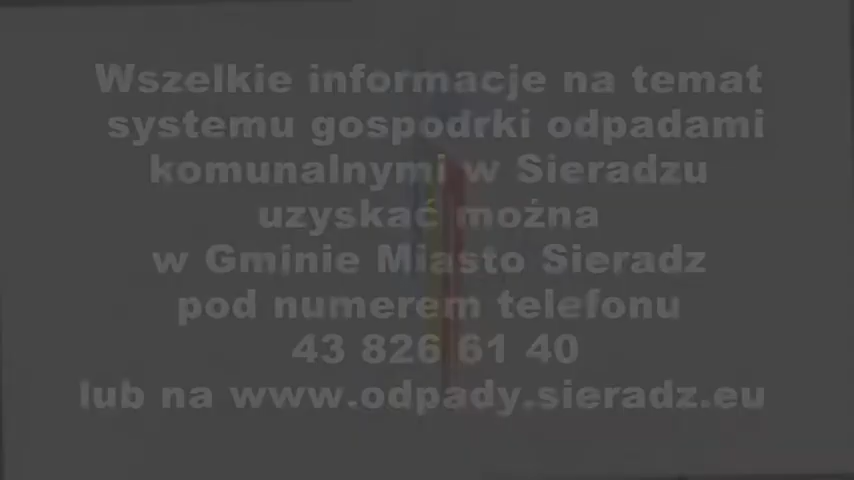 Wszelkie informacje na temat
systemu gospodrki odpadami
komunalnymi w Sieradzu
uzyskać można
w Gminie Miasto Sieradz
pod numerem telefonu
43 826 61 40
lub na www.odpady.sieradz.eu